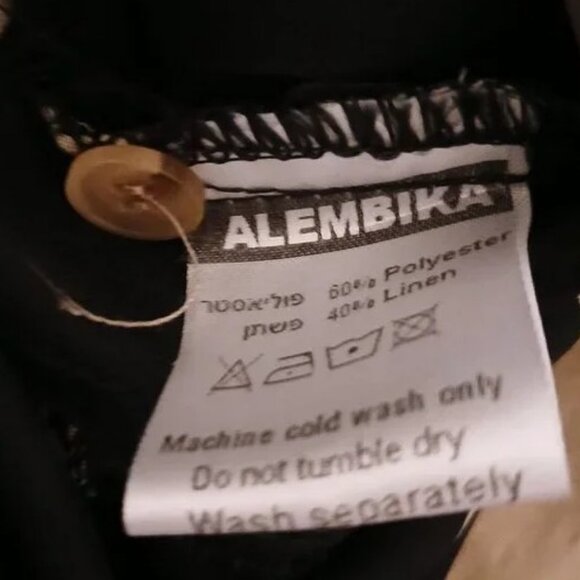 ALEMBIKA
פוליאסטר 60% Polyester
פשתן 40% Linen
Machine cold wash only
Do not tumble dry
Wash separately